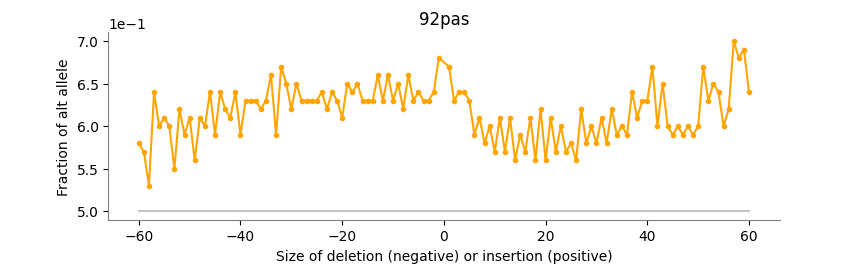 92pas
1e−1
7.0
6.5
6.0
5.5
5.0
Fraction of alt allele
−60 −40 −20 0 20 40 60
Size of deletion (negative) or insertion (positive)